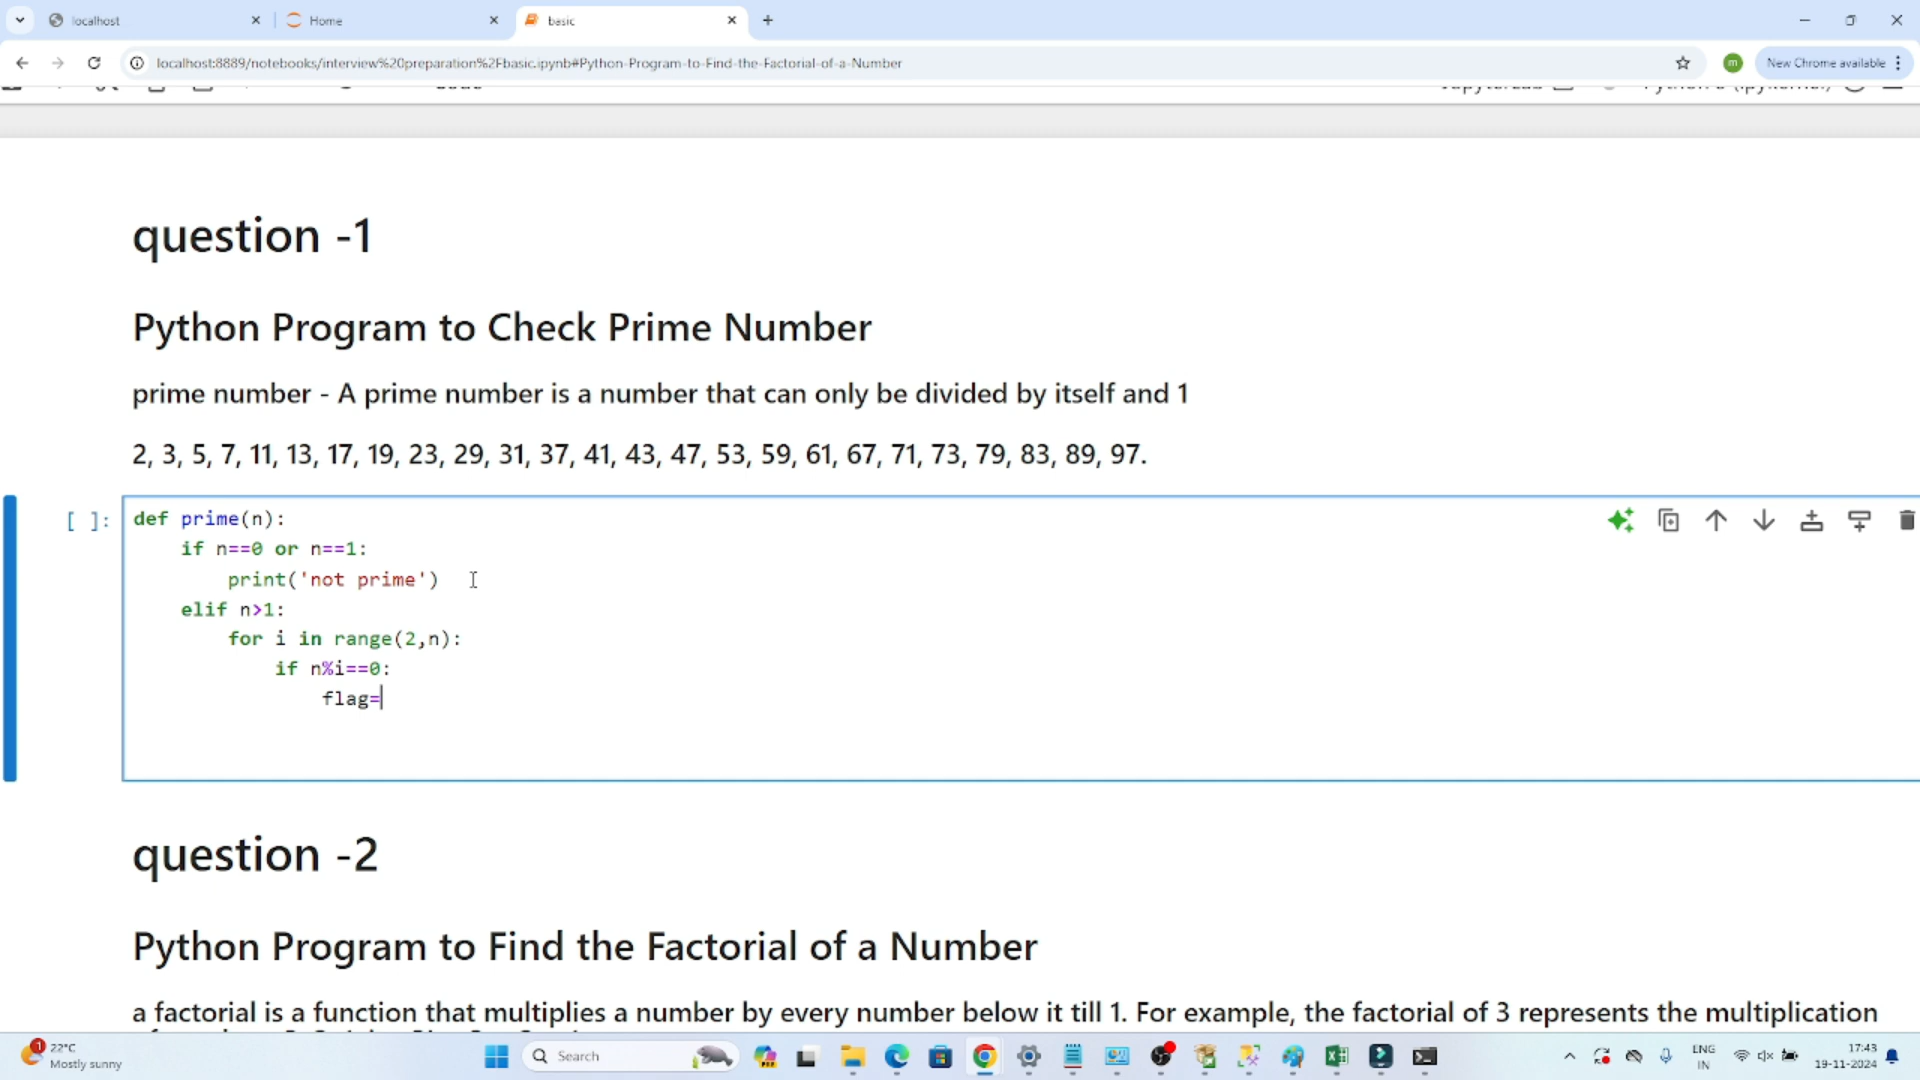 localhost
Home
basic
localhost:8889/notebooks/interview%20preparation%2Fbasic.ipynb#Python-Program-to-Find-the-Factorial-of-a-Number
m
New Chrome available
question -1
Python Program to Check Prime Number
prime number - A prime number is a number that can only be divided by itself and 1
2, 3, 5, 7, 11, 13, 17, 19, 23, 29, 31, 37, 41, 43, 47, 53, 59, 61, 67, 71, 73, 79, 83, 89, 97.
[ ]:
def prime(n):
if n==0 or n==1:
print('not prime')
elif n>1:
for i in range(2,n):
if n%i==0:
flag=
question -2
Python Program to Find the Factorial of a Number
a factorial is a function that multiplies a number by every number below it till 1. For example, the factorial of 3 represents the multiplication
1
22°C
Mostly sunny
Search
ENG
IN
17:43
19-11-2024